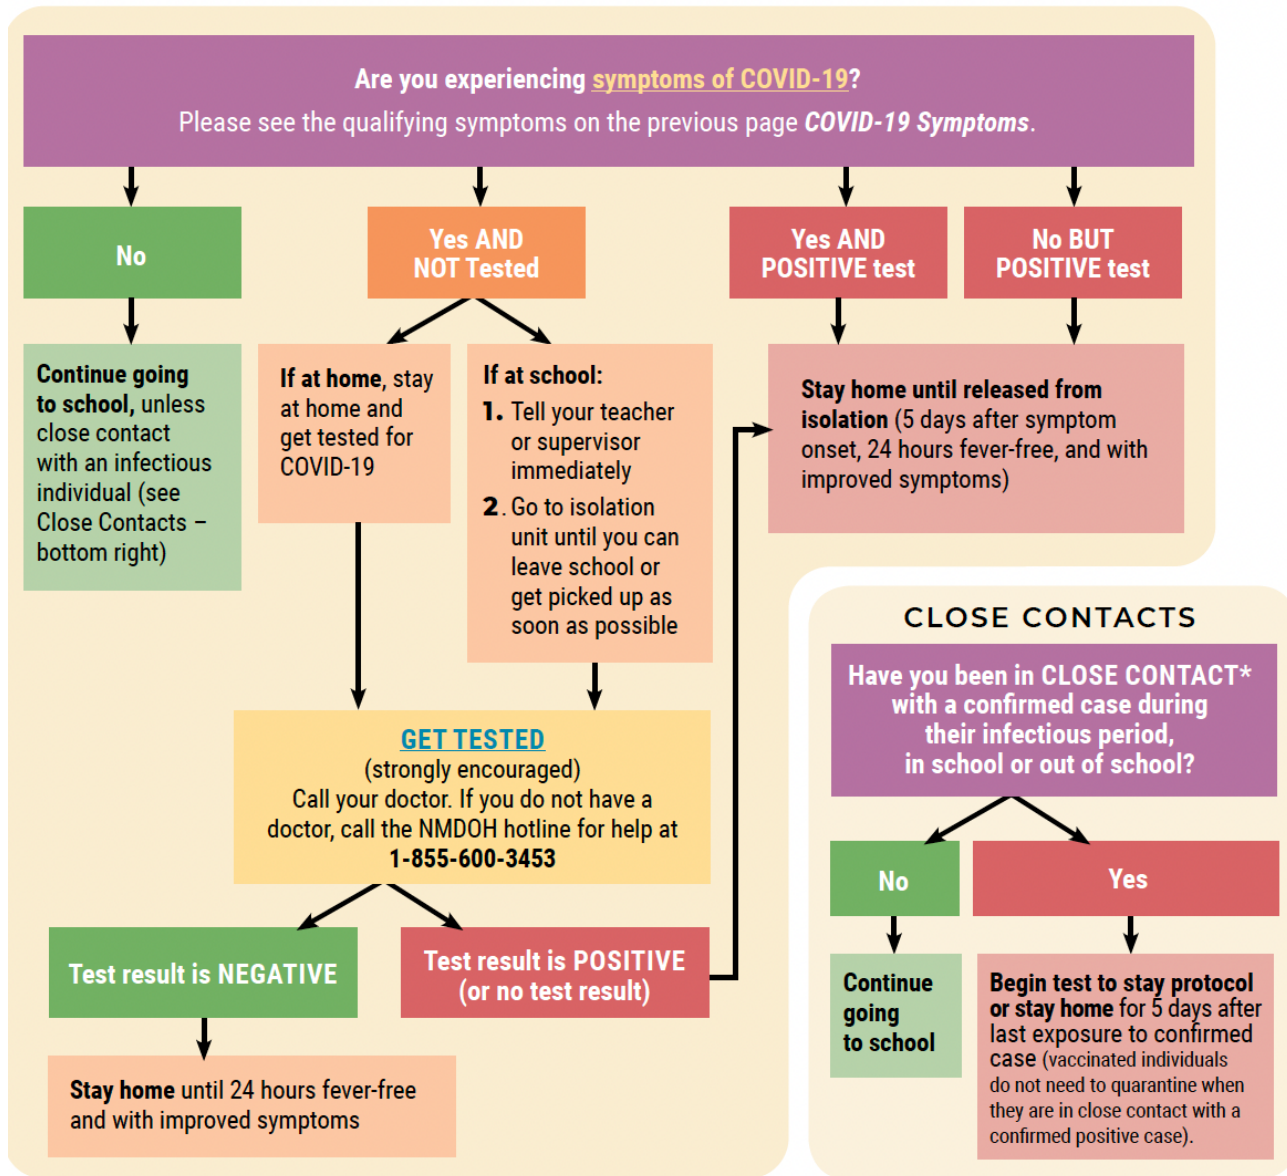 Are you experiencing symptoms of COVID-19?
Please see the qualifying symptoms on the previous page COVID-19 Symptoms.
No
Yes AND
NOT Tested
Yes AND
POSITIVE test
No BUT
POSITIVE test
Continue going
to school, unless
close contact
with an infectious
individual (see
Close Contacts –
bottom right)
If at home, stay
at home and
get tested for
COVID-19
If at school:
1. Tell your teacher
or supervisor
immediately
2. Go to isolation
unit until you can
leave school or
get picked up as
soon as possible
Stay home until released from
isolation (5 days after symptom
onset, 24 hours fever-free, and with
improved symptoms)
GET TESTED
(strongly encouraged)
Call your doctor. If you do not have a
doctor, call the NMDOH hotline for help at
1-855-600-3453
Test result is NEGATIVE
Test result is POSITIVE
(or no test result)
Stay home until 24 hours fever-free
and with improved symptoms
CLOSE CONTACTS
Have you been in CLOSE CONTACT*
with a confirmed case during
their infectious period,
in school or out of school?
No
Yes
Continue
going
to school
Begin test to stay protocol
or stay home for 5 days after
last exposure to confirmed
case (vaccinated individuals
do not need to quarantine when
they are in close contact with a
confirmed positive case).